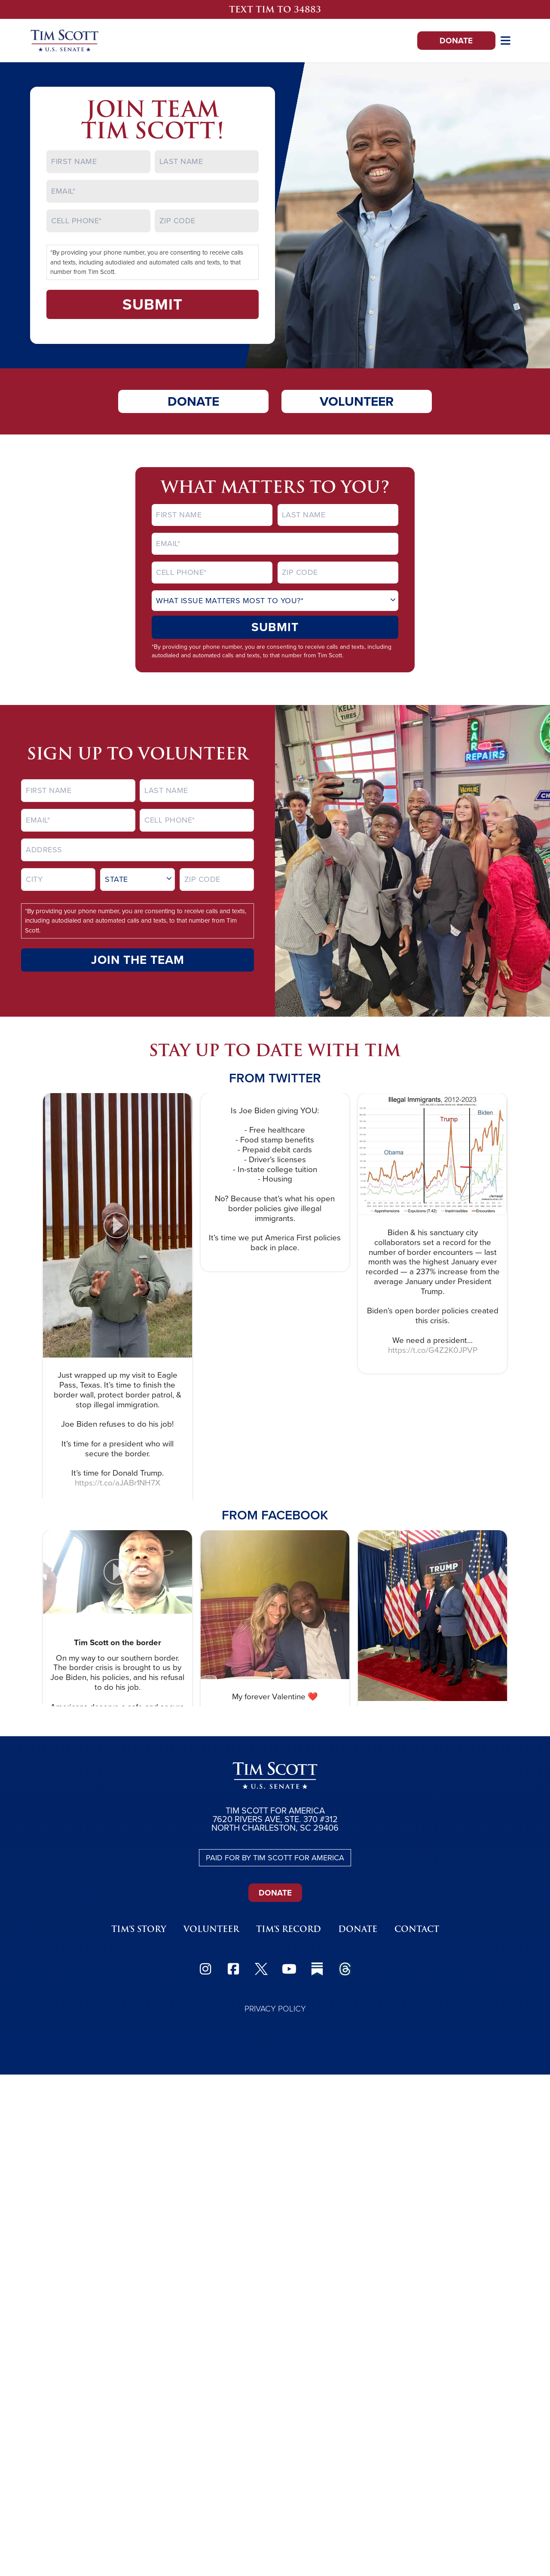 TEXT TIM TO 34883
TIM SCOTT
★ U.S. SENATE ★
DONATE
JOIN TEAM
TIM SCOTT!
FIRST NAME
LAST NAME
EMAIL*
CELL PHONE*
ZIP CODE
*By providing your phone number, you are consenting to receive calls
and texts, including autodialed and automated calls and texts, to that
number from Tim Scott.
SUBMIT
DONATE
VOLUNTEER
WHAT MATTERS TO YOU?
FIRST NAME
LAST NAME
EMAIL*
CELL PHONE*
ZIP CODE
WHAT ISSUE MATTERS MOST TO YOU?*
SUBMIT
*By providing your phone number, you are consenting to receive calls and texts, including
autodialed and automated calls and texts, to that number from Tim Scott.
SIGN UP TO VOLUNTEER
FIRST NAME
LAST NAME
EMAIL*
CELL PHONE*
ADDRESS
CITY
STATE
ZIP CODE
*By providing your phone number, you are consenting to receive calls and texts,
including autodialed and automated calls and texts, to that number from Tim
Scott.
JOIN THE TEAM
KELLY
TIRES
CAR
REPAIRS
VALVOLINE
STAY UP TO DATE WITH TIM
FROM TWITTER
Just wrapped up my visit to Eagle
Pass, Texas. It's time to finish the
border wall, protect border patrol, &
stop illegal immigration.
Joe Biden refuses to do his job!
It's time for a president who will
secure the border.
It's time for Donald Trump.
https://t.co/aJABr1NH7X
Is Joe Biden giving YOU:
- Free healthcare
- Food stamp benefits
- Prepaid debit cards
- Driver's licenses
- In-state college tuition
- Housing
No? Because that's what his open
border policies give illegal
immigrants.
It's time we put America First policies
back in place.
Illegal Immigrants, 2012-2023
Obama
Trump
Biden
Apprehensions
Expulsions (T-42)
Inadmissibles
Encounters
Biden & his sanctuary city
collaborators set a record for the
number of border encounters — last
month was the highest January ever
recorded — a 237% increase from the
average January under President
Trump.
Biden's open border policies created
this crisis.
We need a president…
https://t.co/G4Z2K0JPVP
FROM FACEBOOK
Tim Scott on the border
On my way to our southern border.
The border crisis is brought to us by
Joe Biden, his policies, and his refusal
to do his job.
My forever Valentine ❤️
TRUMP
TIM SCOTT
★ U.S. SENATE ★
TIM SCOTT FOR AMERICA
7620 RIVERS AVE, STE. 370 #312
NORTH CHARLESTON, SC 29406
PAID FOR BY TIM SCOTT FOR AMERICA
DONATE
TIM'S STORY
VOLUNTEER
TIM'S RECORD
DONATE
CONTACT
PRIVACY POLICY